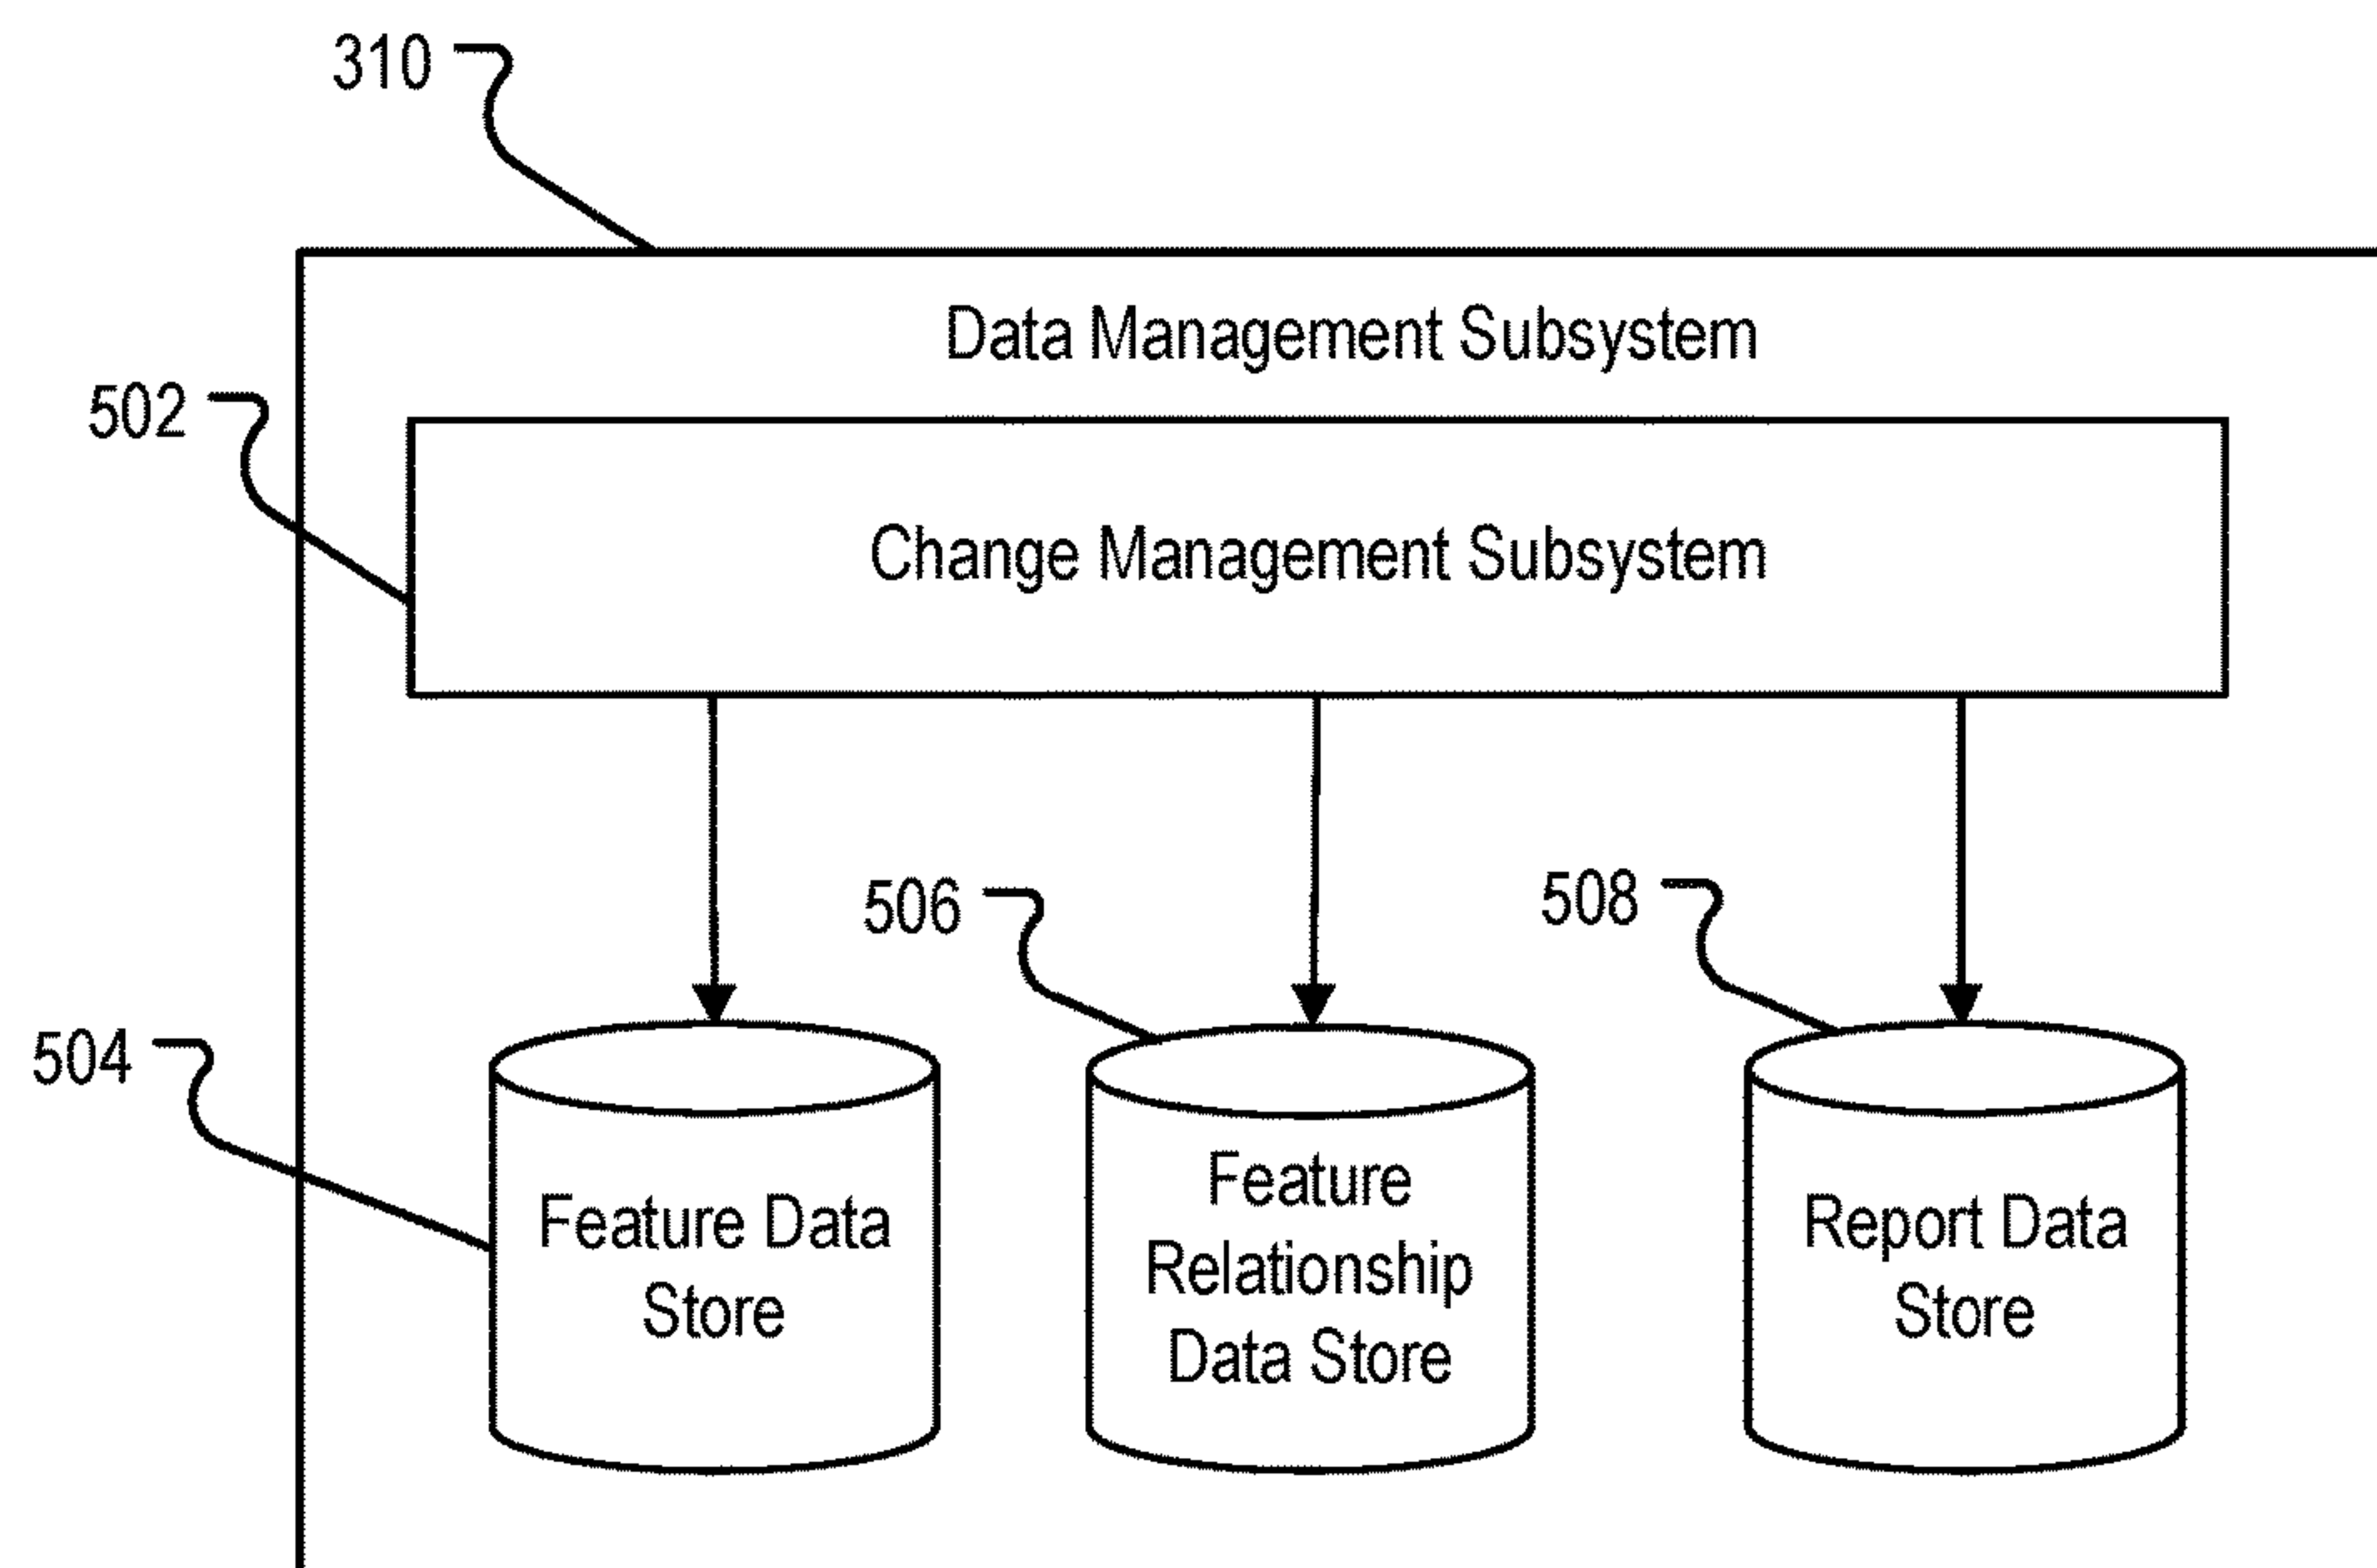 310
Data Management Subsystem
502
Change Management Subsystem
506
508
504
Feature Data
Store
Feature
Relationship
Data Store
Report Data
Store